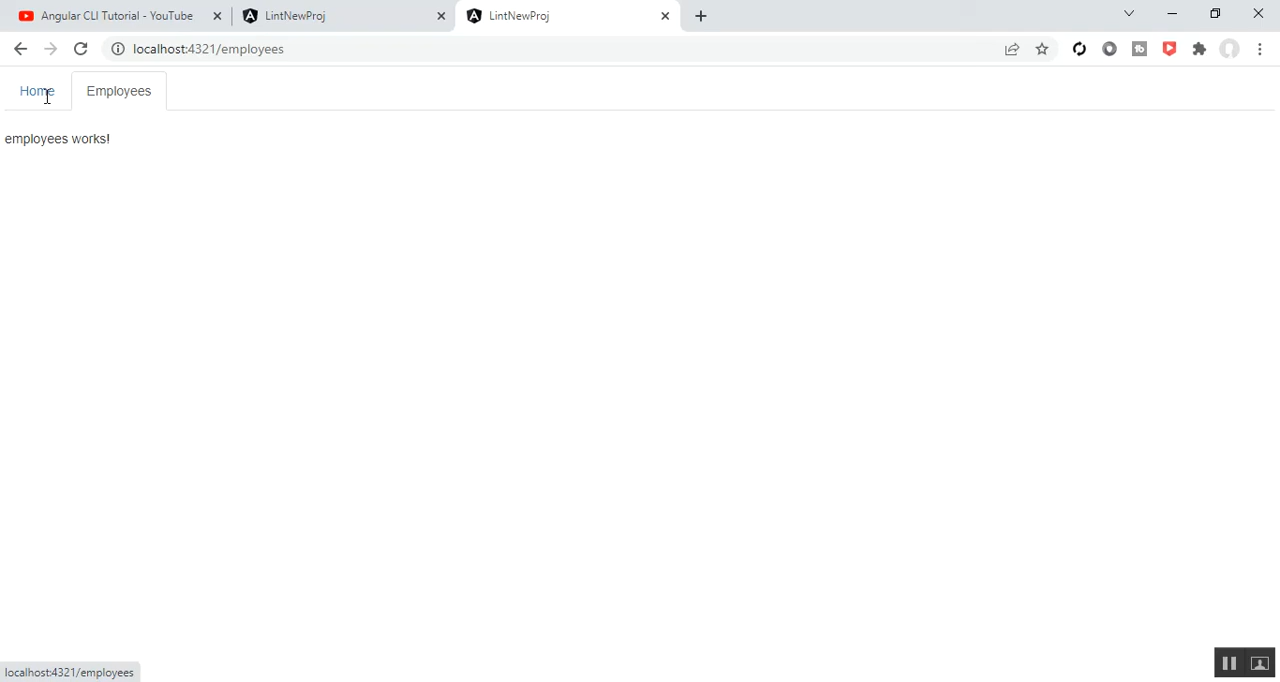 Angular CLI Tutorial - YouTube
LintNewProj
LintNewProj
localhost:4321/employees
Home
Employees
employees works!
localhost:4321/employees